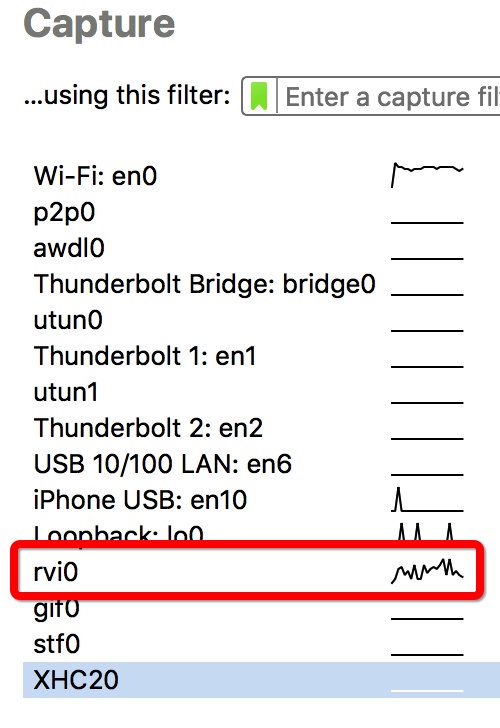 Capture
...using this filter:
Enter a capture fil
Wi-Fi: en0
p2p0
awdl0
Thunderbolt Bridge: bridge0
utun0
Thunderbolt 1: en1
utun1
Thunderbolt 2: en2
USB 10/100 LAN: en6
iPhone USB: en10
Loopback: lo0
rvi0
gif0
stf0
XHC20